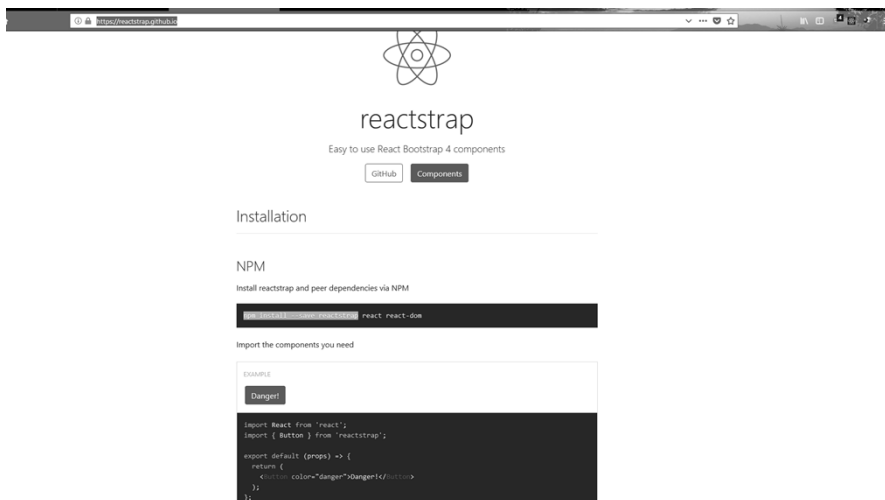 https://reactstrap.github.io
reactstrap
Easy to use React Bootstrap 4 components
GitHub
Components
Installation
NPM
Install reactstrap and peer dependencies via NPM
npm install --save reactstrap react react-dom
Import the components you need
EXAMPLE
Danger!
import React from 'react';
import { Button } from 'reactstrap';
export default (props) => {
return (
<Button color="danger">Danger!</Button>
);
};